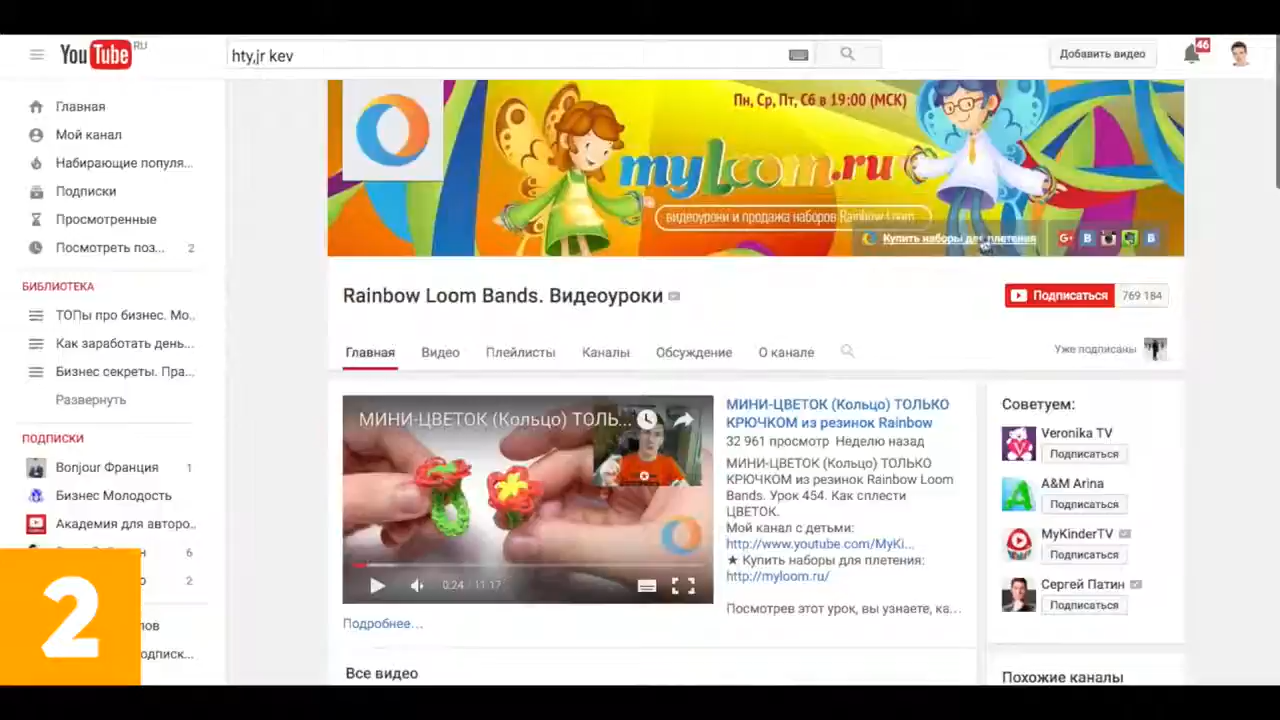 YouTube RU
hty,jr kev
Добавить видео
46
Главная
Мой канал
Набирающие популя...
Подписки
Просмотренные
Посмотреть поз... 2
БИБЛИОТЕКА
ТОПы про бизнес. Мо..
Как заработать день...
Бизнес секреты. Пра...
Развернуть
ПОДПИСКИ
Bonjour Франция 1
Бизнес Молодость
Академия для авторо..
6
2
2
Пн, Ср, Пт, Сб в 19:00 (МСК)
myLoom.ru
видеоуроки и продажа наборов Rainbow Loom
Купить наборы для плетения
Rainbow Loom Bands. Видеоуроки
Подписаться 769 184
Главная Видео Плейлисты Каналы Обсуждение О канале
Уже подписаны
МИНИ-ЦВЕТОК (Кольцо) ТОЛЬ...
0:24 / 11:17
Подробнее...
МИНИ-ЦВЕТОК (Кольцо) ТОЛЬКО
КРЮЧКОМ из резинок Rainbow
32 961 просмотр Неделю назад
МИНИ-ЦВЕТОК (Кольцо) ТОЛЬКО
КРЮЧКОМ из резинок Rainbow Loom
Bands. Урок 454. Как сплести
ЦВЕТОК.
Мой канал с детьми:
http://www.youtube.com/MyKi...
★ Купить наборы для плетения:
http://myloom.ru/
Посмотрев этот урок, вы узнаете, ка...
Все видео
Советуем:
Veronika TV
Подписаться
A&M Arina
Подписаться
MyKinderTV
Подписаться
Сергей Патин
Подписаться
Похожие каналы